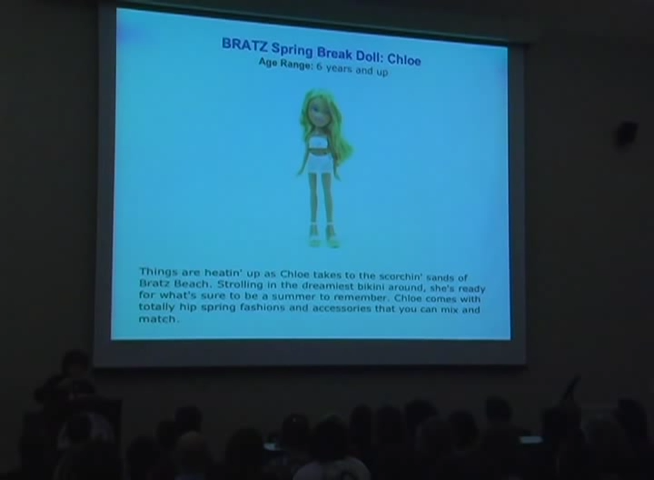 BRATZ Spring Break Doll: Chloe
Age Range: 6 years and up
Things are heatin' up as Chloe takes to the scorchin' sands of
Bratz Beach. Strolling in the dreamiest bikini around, she's ready
for what's sure to be a summer to remember. Chloe comes with
totally hip spring fashions and accessories that you can mix and
match.